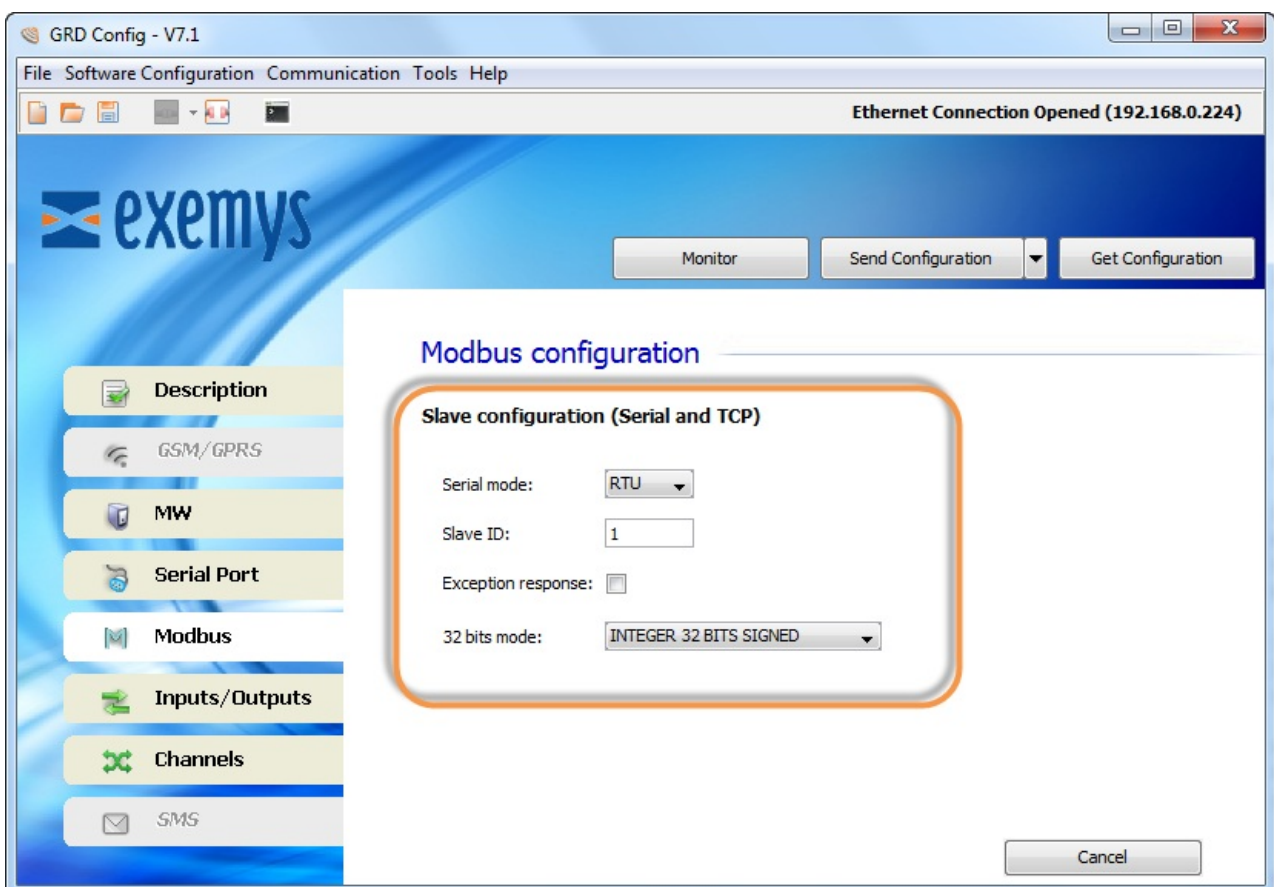 GRD Config - V7.1
File Software Configuration Communication Tools Help
Ethernet Connection Opened (192.168.0.224)
exemys
Monitor Send Configuration Get Configuration
Modbus configuration
Description
GSM/GPRS
MW
Serial Port
Modbus
Inputs/Outputs
Channels
SMS
Slave configuration (Serial and TCP)
Serial mode: RTU
Slave ID: 1
Exception response:
32 bits mode: INTEGER 32 BITS SIGNED
Cancel